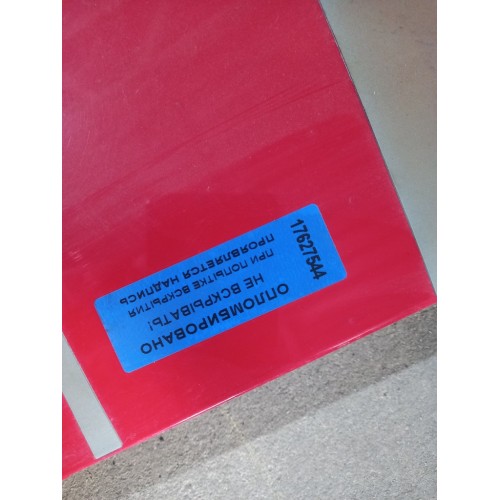 ОПЛОМБИРОВАНО
НЕ ВСКРЫВАТЬ!
ПРИ ПОПЫТКЕ ВСКРЫТИЯ
ПРОЯВЛЯЕТСЯ НАДПИСЬ
17627544